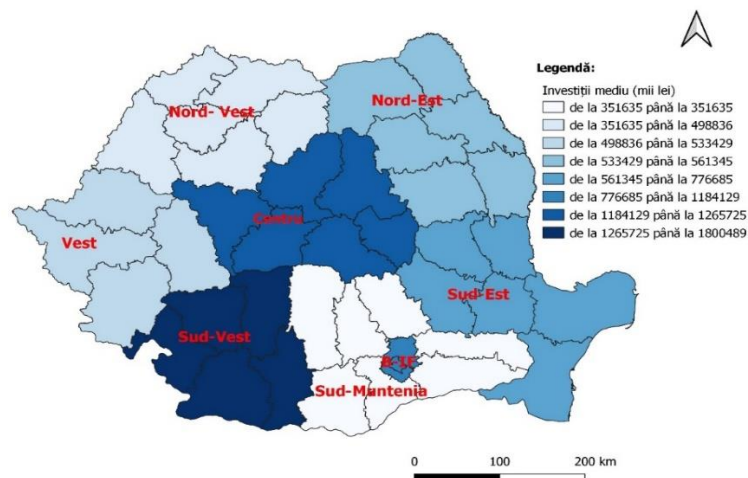 Legendă:
Investiții mediu (mii lei)
de la 351635 până la 351635
de la 351635 până la 498836
de la 498836 până la 533429
de la 533429 până la 561345
de la 561345 până la 776685
de la 776685 până la 1184129
de la 1184129 până la 1265725
de la 1265725 până la 1800489
Nord- Vest
Nord-Est
Centru
Vest
Sud-Est
Sud-Vest
B-IF
Sud-Muntenia
0 100 200 km